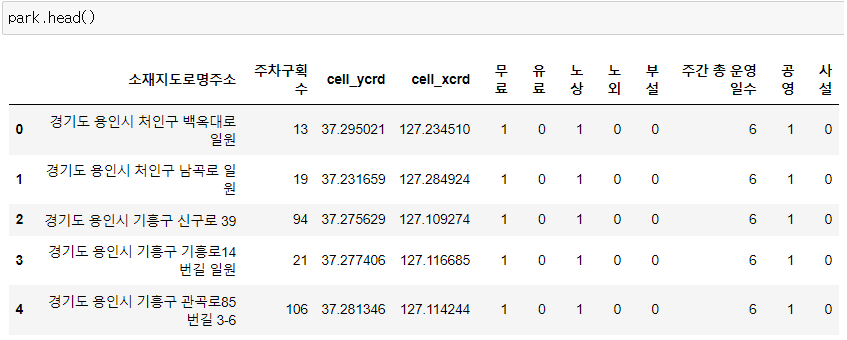 park.head()
소재지도로명주소 주차구획수 cell_ycrd cell_xcrd 무료 유료 노상 노외 부설 주간 총 운영일수 공영 사설
0 경기도 용인시 처인구 백옥대로 일원 13 37.295021 127.234510 1 0 1 0 0 6 1 0
1 경기도 용인시 처인구 남곡로 일원 19 37.231659 127.284924 1 0 1 0 0 6 1 0
2 경기도 용인시 기흥구 신구로 39 94 37.275629 127.109274 1 0 1 0 0 6 1 0
3 경기도 용인시 기흥구 기흥로14번길 일원 21 37.277406 127.116685 1 0 1 0 0 6 1 0
4 경기도 용인시 기흥구 관곡로85번길 3-6 106 37.281346 127.114244 1 0 1 0 0 6 1 0